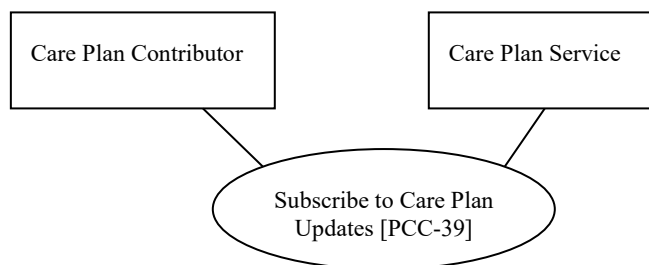 Care Plan Contributor
Care Plan Service
Subscribe to Care Plan
Updates [PCC-39]